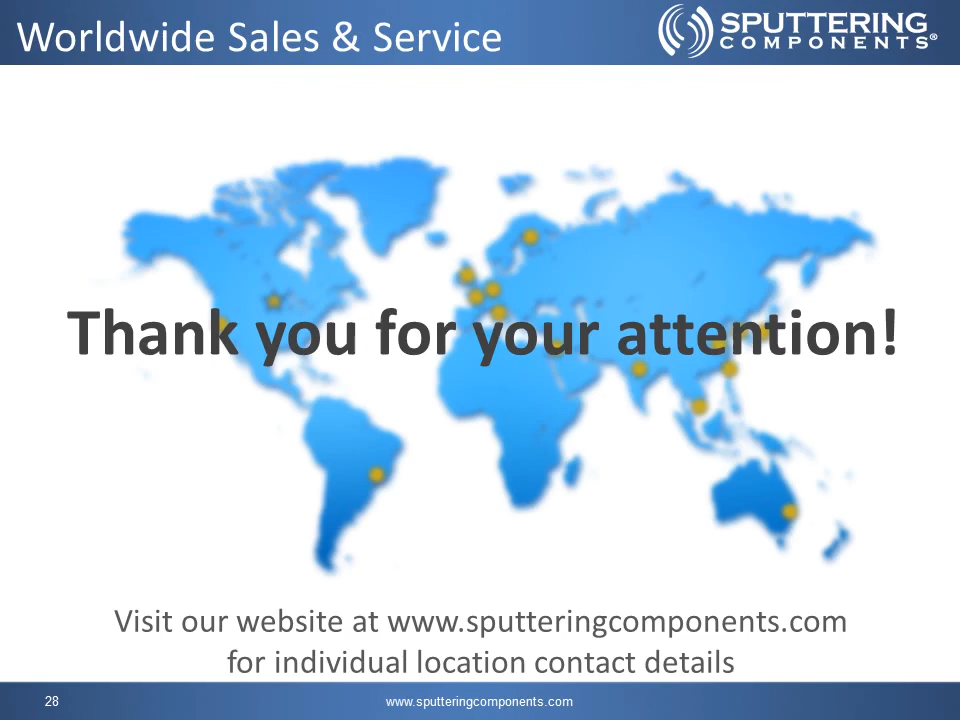 Worldwide Sales & Service
SPUTTERING
COMPONENTS®
Thank you for your attention!
Visit our website at www.sputteringcomponents.com
for individual location contact details
28
www.sputteringcomponents.com